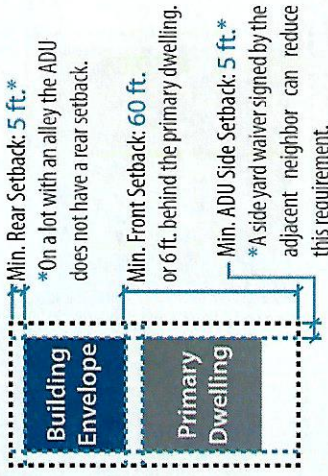 Min. Rear Setback: 5 ft.*
*On a lot with an alley the ADU
does not have a rear setback.
Min. Front Setback: 60 ft.
or 6 ft. behind the primary dwelling.
Min. ADU Side Setback: 5 ft.*
*A side yard waiver signed by the
adjacent neighbor can reduce
this requirement.
Building
Envelope
Primary
Dwelling